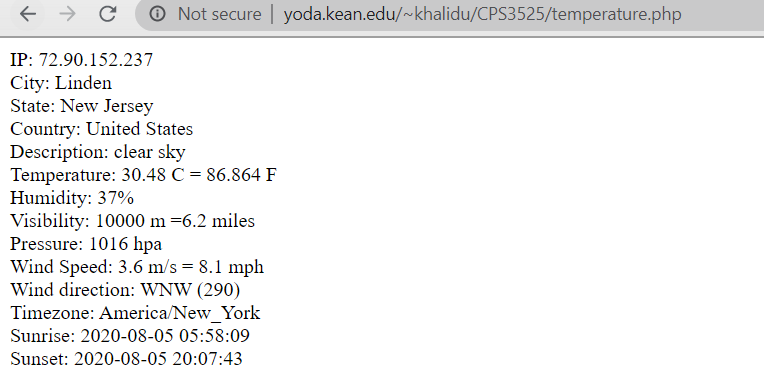 Not secure | yoda.kean.edu/~khalidu/CPS3525/temperature.php
IP: 72.90.152.237
City: Linden
State: New Jersey
Country: United States
Description: clear sky
Temperature: 30.48 C = 86.864 F
Humidity: 37%
Visibility: 10000 m =6.2 miles
Pressure: 1016 hpa
Wind Speed: 3.6 m/s = 8.1 mph
Wind direction: WNW (290)
Timezone: America/New_York
Sunrise: 2020-08-05 05:58:09
Sunset: 2020-08-05 20:07:43